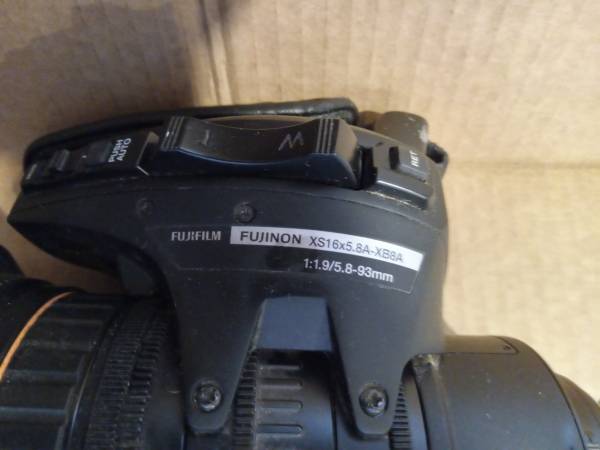 PUSH
AUTO
W
RET
FUJIFILM FUJINON XS16x5.8A-XB8A
1:1.9/5.8-93mm